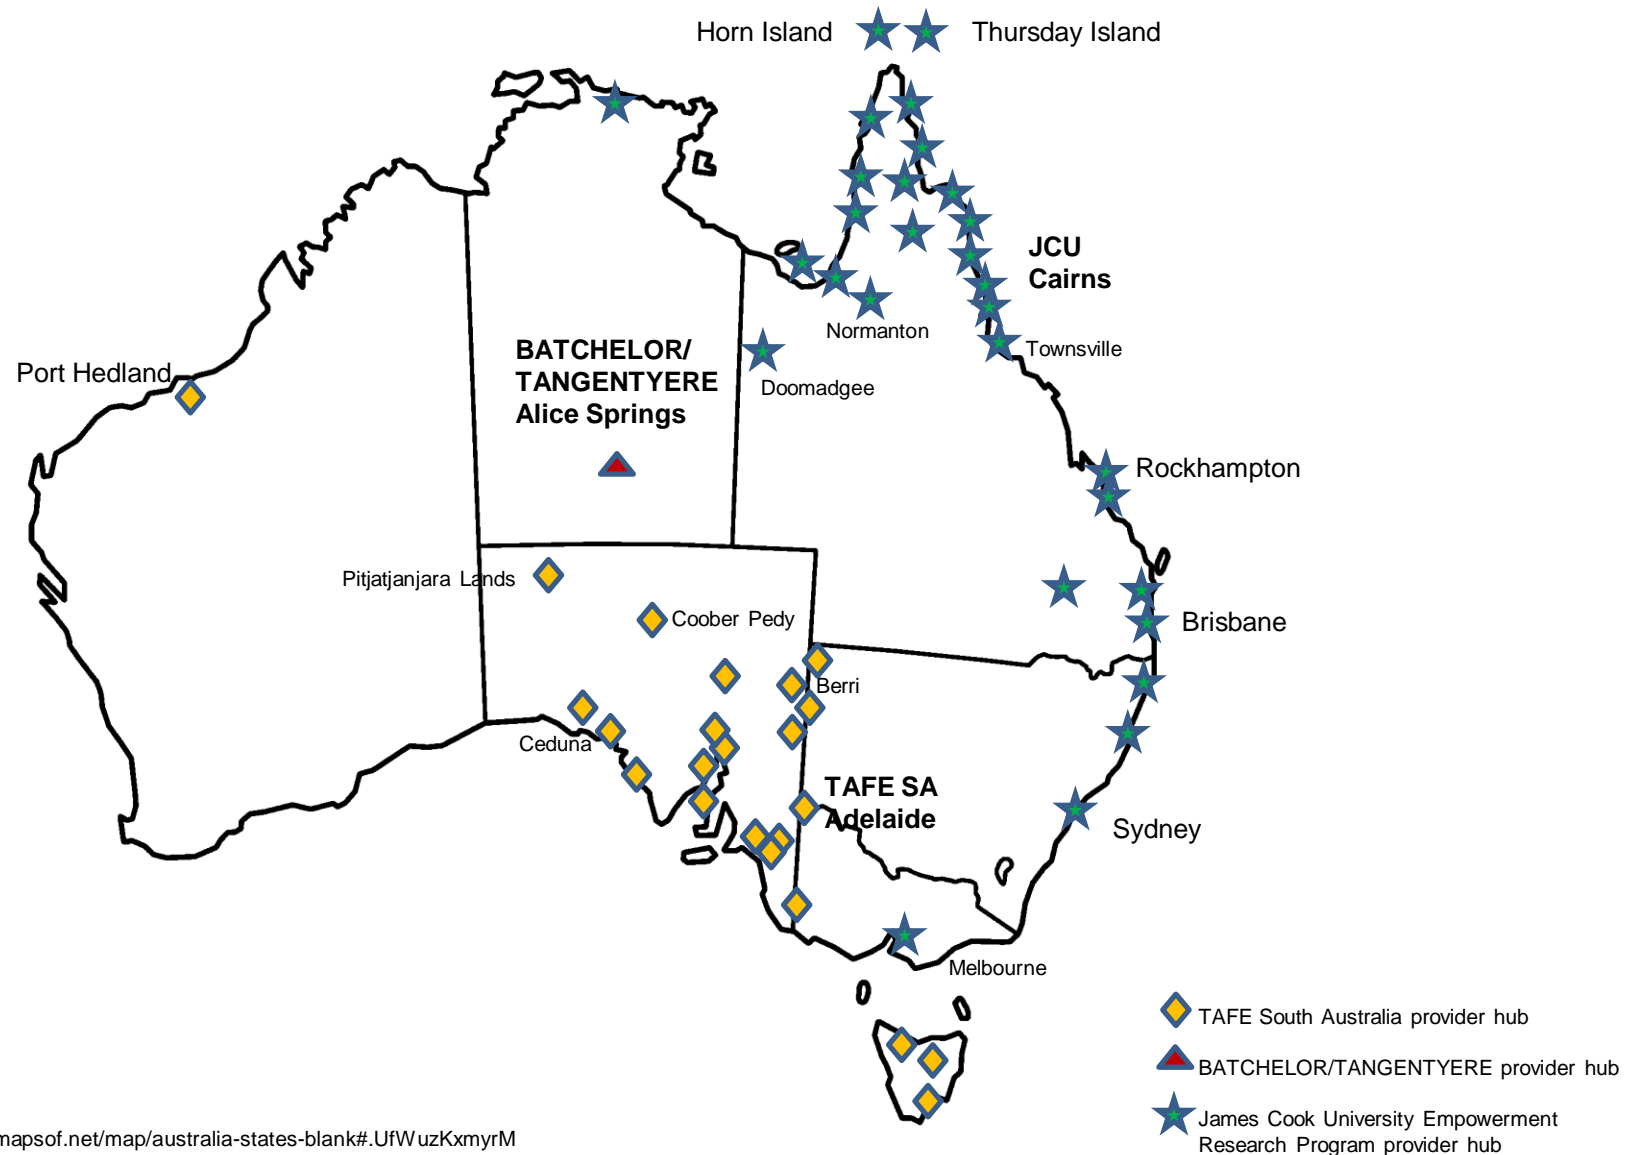 Horn Island
Thursday Island
JCU
Cairns
Normanton
Townsville
BATCHELOR/
TANGENTYERE
Alice Springs
Port Hedland
Doomadgee
Rockhampton
Pitjatjanjara Lands
Coober Pedy
Brisbane
Berri
Ceduna
TAFE SA
Adelaide
Sydney
Melbourne
TAFE South Australia provider hub
BATCHELOR/TANGENTYERE provider hub
James Cook University Empowerment
Research Program provider hub
mapsof.net/map/australia-states-blank#.UfWuzKxmyrM